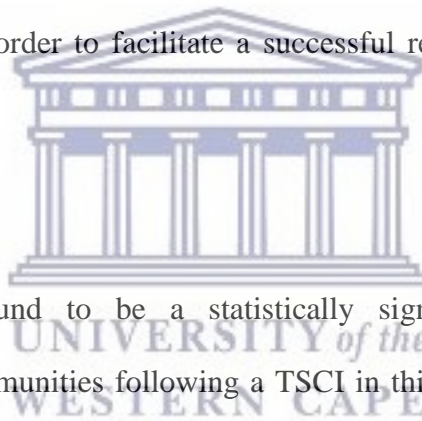 order to facilitate a successful re
und to be a statistically sign
UNIVERSITY of the
munities following a TSCI in thi
WESTERN CAPE